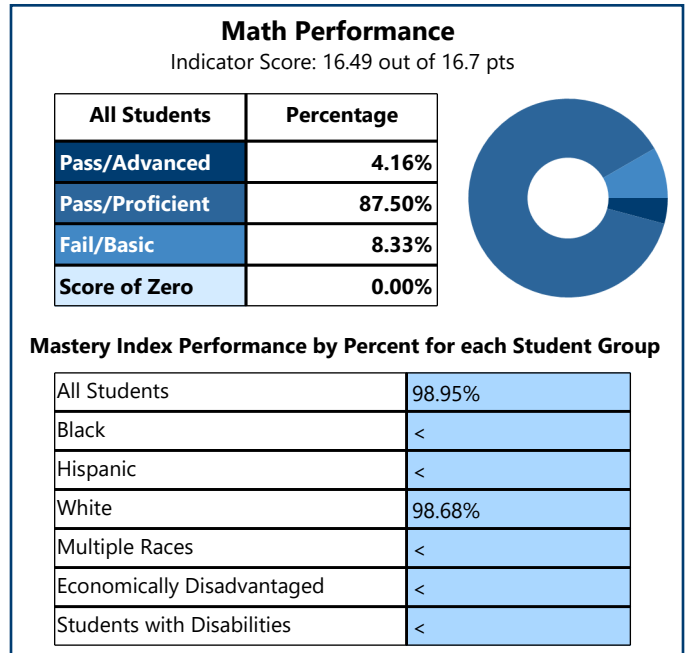 Math Performance
Indicator Score: 16.49 out of 16.7 pts
All Students Percentage
Pass/Advanced 4.16%
Pass/Proficient 87.50%
Fail/Basic 8.33%
Score of Zero 0.00%
Mastery Index Performance by Percent for each Student Group
All Students 98.95%
Black <
Hispanic <
White 98.68%
Multiple Races <
Economically Disadvantaged <
Students with Disabilities <